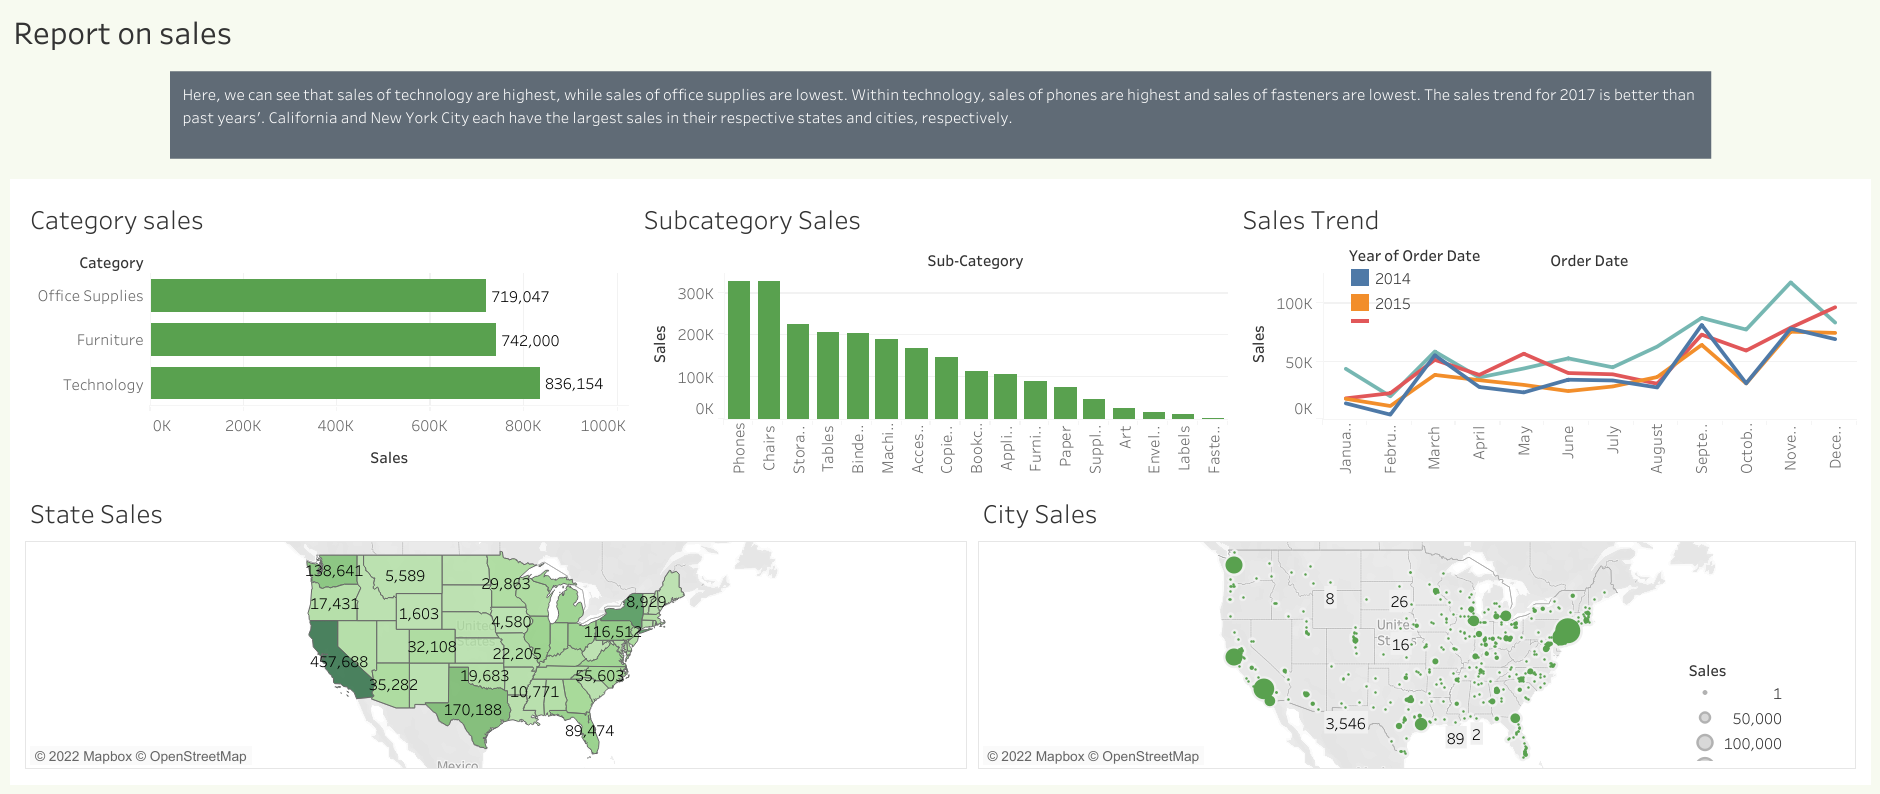 Report on sales
Here, we can see that sales of technology are highest, while sales of office supplies are lowest. Within technology, sales of phones are highest and sales of fasteners are lowest. The sales trend for 2017 is better than
past years’. California and New York City each have the largest sales in their respective states and cities, respectively.
Category sales
Category
Office Supplies 719,047
Furniture 742,000
Technology 836,154
0K 200K 400K 600K 800K 1000K
Sales
Subcategory Sales
Sub-Category
Sales
300K
200K
100K
0K
Phones
Chairs
Stora..
Tables
Binde..
Machi..
Acces..
Copie..
Bookc..
Appli..
Furni..
Paper
Suppl..
Art
Envel..
Labels
Faste..
Sales Trend
Year of Order Date
2014
2015
Order Date
Sales
100K
50K
0K
Janua..
Febru..
March
April
May
June
July
August
Septe..
Octob..
Nove..
Dece..
State Sales
138,641
5,589
29,863
17,431
1,603
8,929
4,580
116,512
32,108
22,205
457,688
19,683
55,603
35,282
10,771
170,188
89,474
United
States
Mexico
© 2022 Mapbox © OpenStreetMap
City Sales
8
26
Unite
16
3,546
89
2
Sales
1
50,000
100,000
© 2022 Mapbox © OpenStreetMap